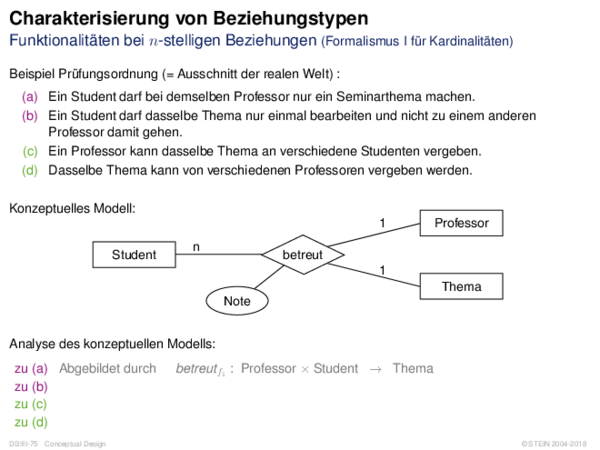 Charakterisierung von Beziehungstypen
Funktionalitäten bei n-stelligen Beziehungen (Formalismus I für Kardinalitäten)
Beispiel Prüfungsordnung (= Ausschnitt der realen Welt) :
(a) Ein Student darf bei demselben Professor nur ein Seminarthema machen.
(b) Ein Student darf dasselbe Thema nur einmal bearbeiten und nicht zu einem anderen
Professor damit gehen.
(c) Ein Professor kann dasselbe Thema an verschiedene Studenten vergeben.
(d) Dasselbe Thema kann von verschiedenen Professoren vergeben werden.
Konzeptuelles Modell:
1 Professor
Student n betreut
1 Thema
Note
Analyse des konzeptuellen Modells:
zu (a) Abgebildet durch betreut_{f_1} : Professor × Student → Thema
zu (b)
zu (c)
zu (d)
DB:III-75 Conceptual Design © STEIN 2004-2018